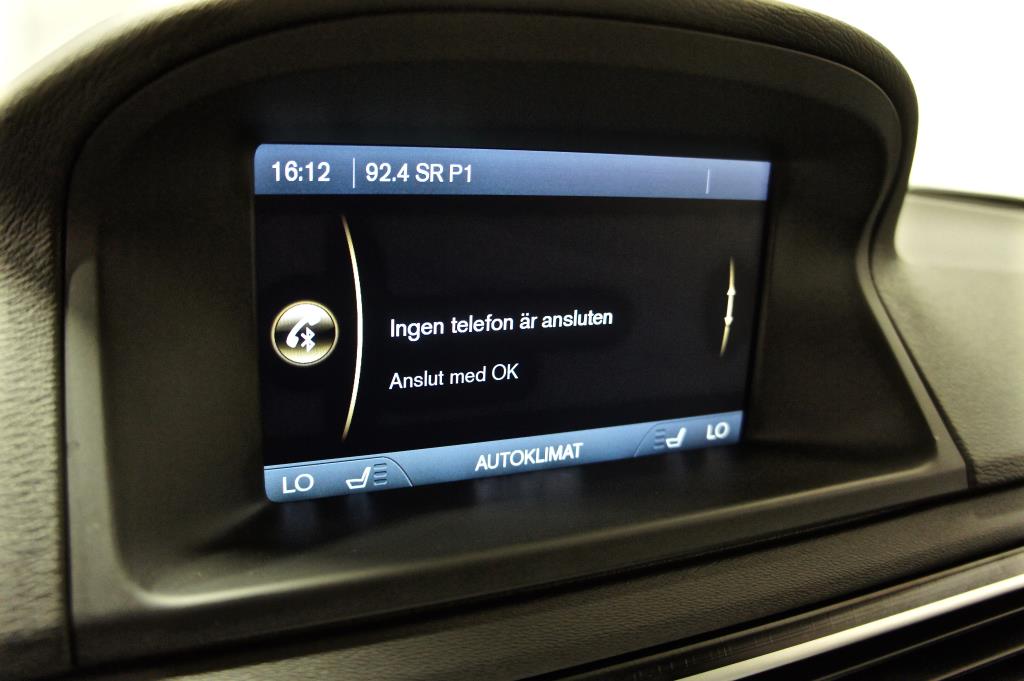 16:12 92.4 SR P1
Ingen telefon är ansluten
Anslut med OK
LO AUTOKLIMAT LO